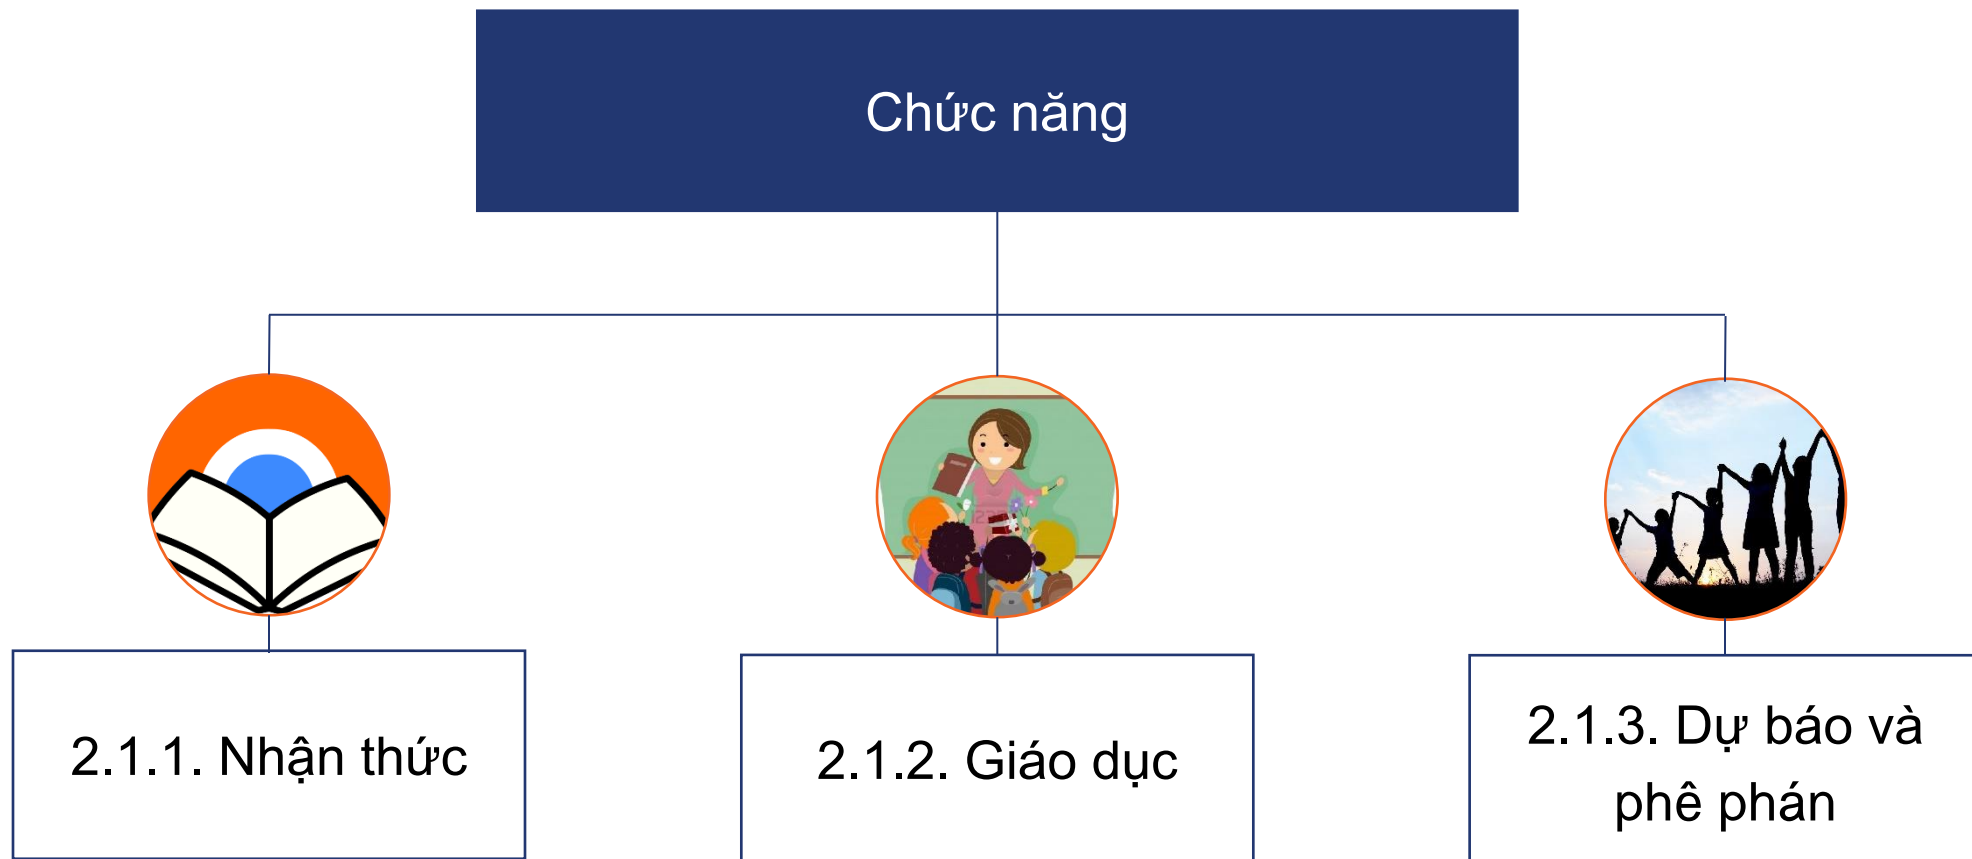 Chức năng
2.1.1. Nhận thức
2.1.2. Giáo dục
2.1.3. Dự báo và
phê phán